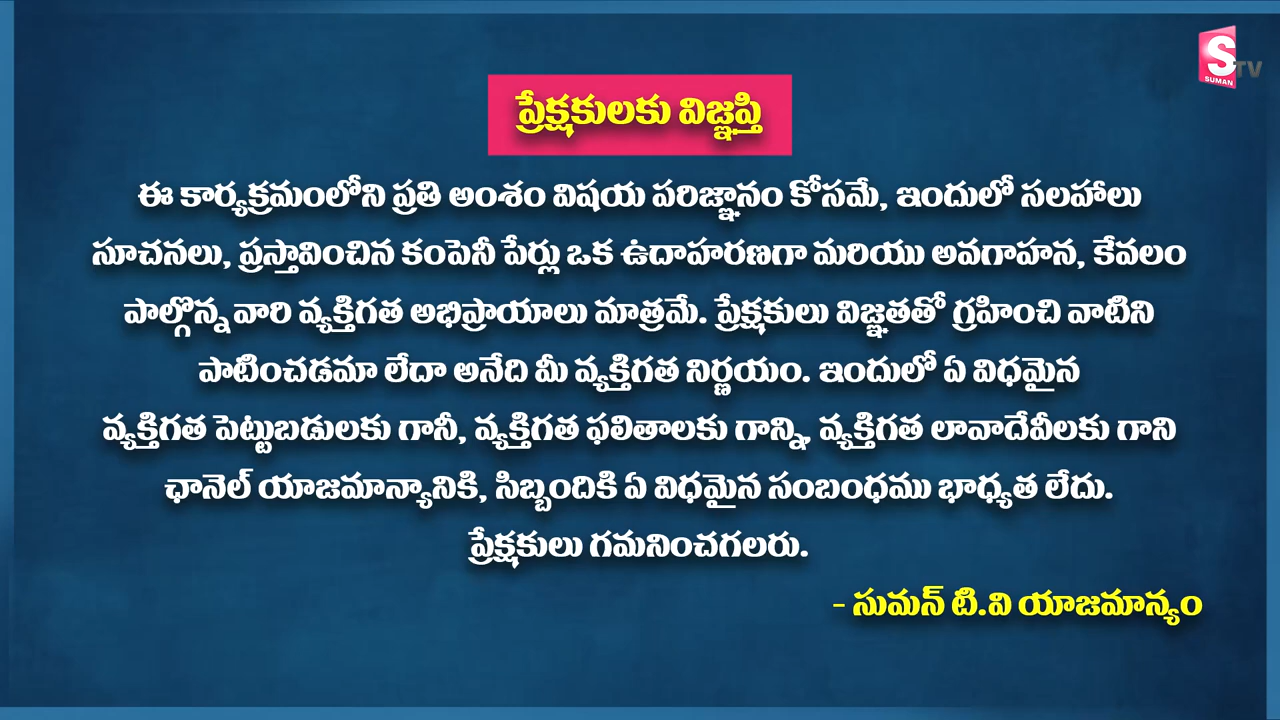 S TV
SUMAN
ప్రేక్షకులకు విజ్ఞప్తి
ఈ కార్యక్రమంలోని ప్రతి అంశం విషయ పరిజ్ఞానం కోసమే, ఇందులో సలహాలు
సూచనలు, ప్రస్తావించిన కంపెనీ పేర్లు ఒక ఉదాహరణగా మరియు అవగాహన, కేవలం
పాల్గొన్న వారి వ్యక్తిగత అభిప్రాయాలు మాత్రమే. ప్రేక్షకులు విజ్ఞతతో గ్రహించి వాటిని
పాటించడమా లేదా అనేది మీ వ్యక్తిగత నిర్ణయం. ఇందులో ఏ విధమైన
వ్యక్తిగత పెట్టుబడులకు గానీ, వ్యక్తిగత ఫలితాలకు గాన్ని, వ్యక్తిగత లావాదేవీలకు గాని
ఛానెల్ యాజమాన్యానికి, సిబ్బందికి ఏ విధమైన సంబంధము భాధ్యత లేదు.
ప్రేక్షకులు గమనించగలరు.
- సుమన్ టి.వి యాజమాన్యం